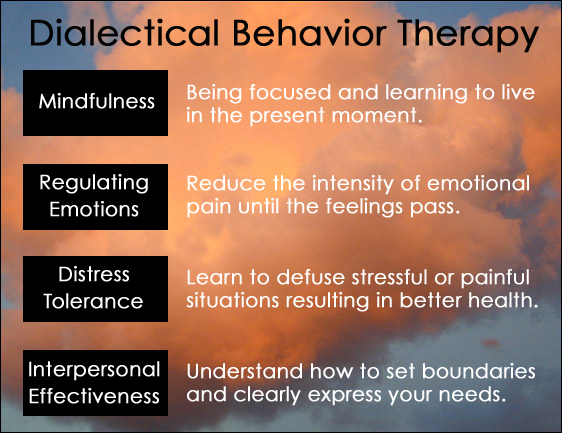 Dialectical Behavior Therapy
Mindfulness
Being focused and learning to live
in the present moment.
Regulating
Emotions
Reduce the intensity of emotional
pain until the feelings pass.
Distress
Tolerance
Learn to defuse stressful or painful
situations resulting in better health.
Interpersonal
Effectiveness
Understand how to set boundaries
and clearly express your needs.